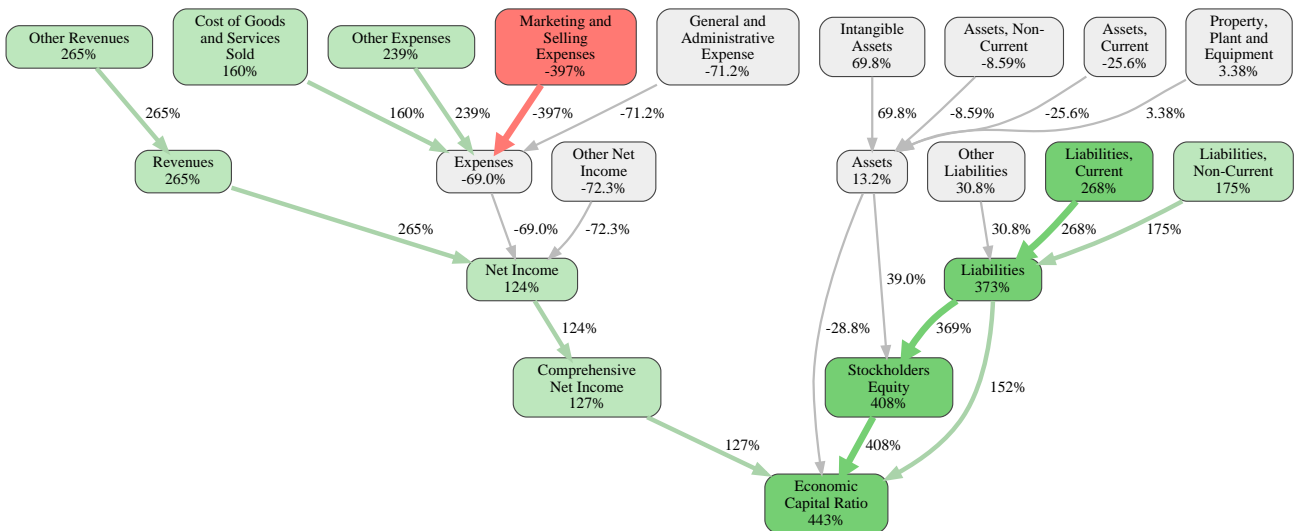 Other Revenues
265%
Cost of Goods
and Services
Sold
160%
Other Expenses
239%
Marketing and
Selling
Expenses
-397%
General and
Administrative
Expense
-71.2%
Intangible
Assets
69.8%
Assets, Non-
Current
-8.59%
Assets,
Current
-25.6%
Property,
Plant and
Equipment
3.38%
265%
160%
239%
-397%
-71.2%
69.8%
-8.59%
-25.6%
3.38%
Revenues
265%
Expenses
-69.0%
Other Net
Income
-72.3%
Assets
13.2%
Other
Liabilities
30.8%
Liabilities,
Current
268%
Liabilities,
Non-Current
175%
265%
-69.0%
-72.3%
30.8%
268%
175%
Net Income
124%
39.0%
Liabilities
373%
124%
-28.8%
369%
Comprehensive
Net Income
127%
Stockholders
Equity
408%
152%
127%
408%
Economic
Capital Ratio
443%